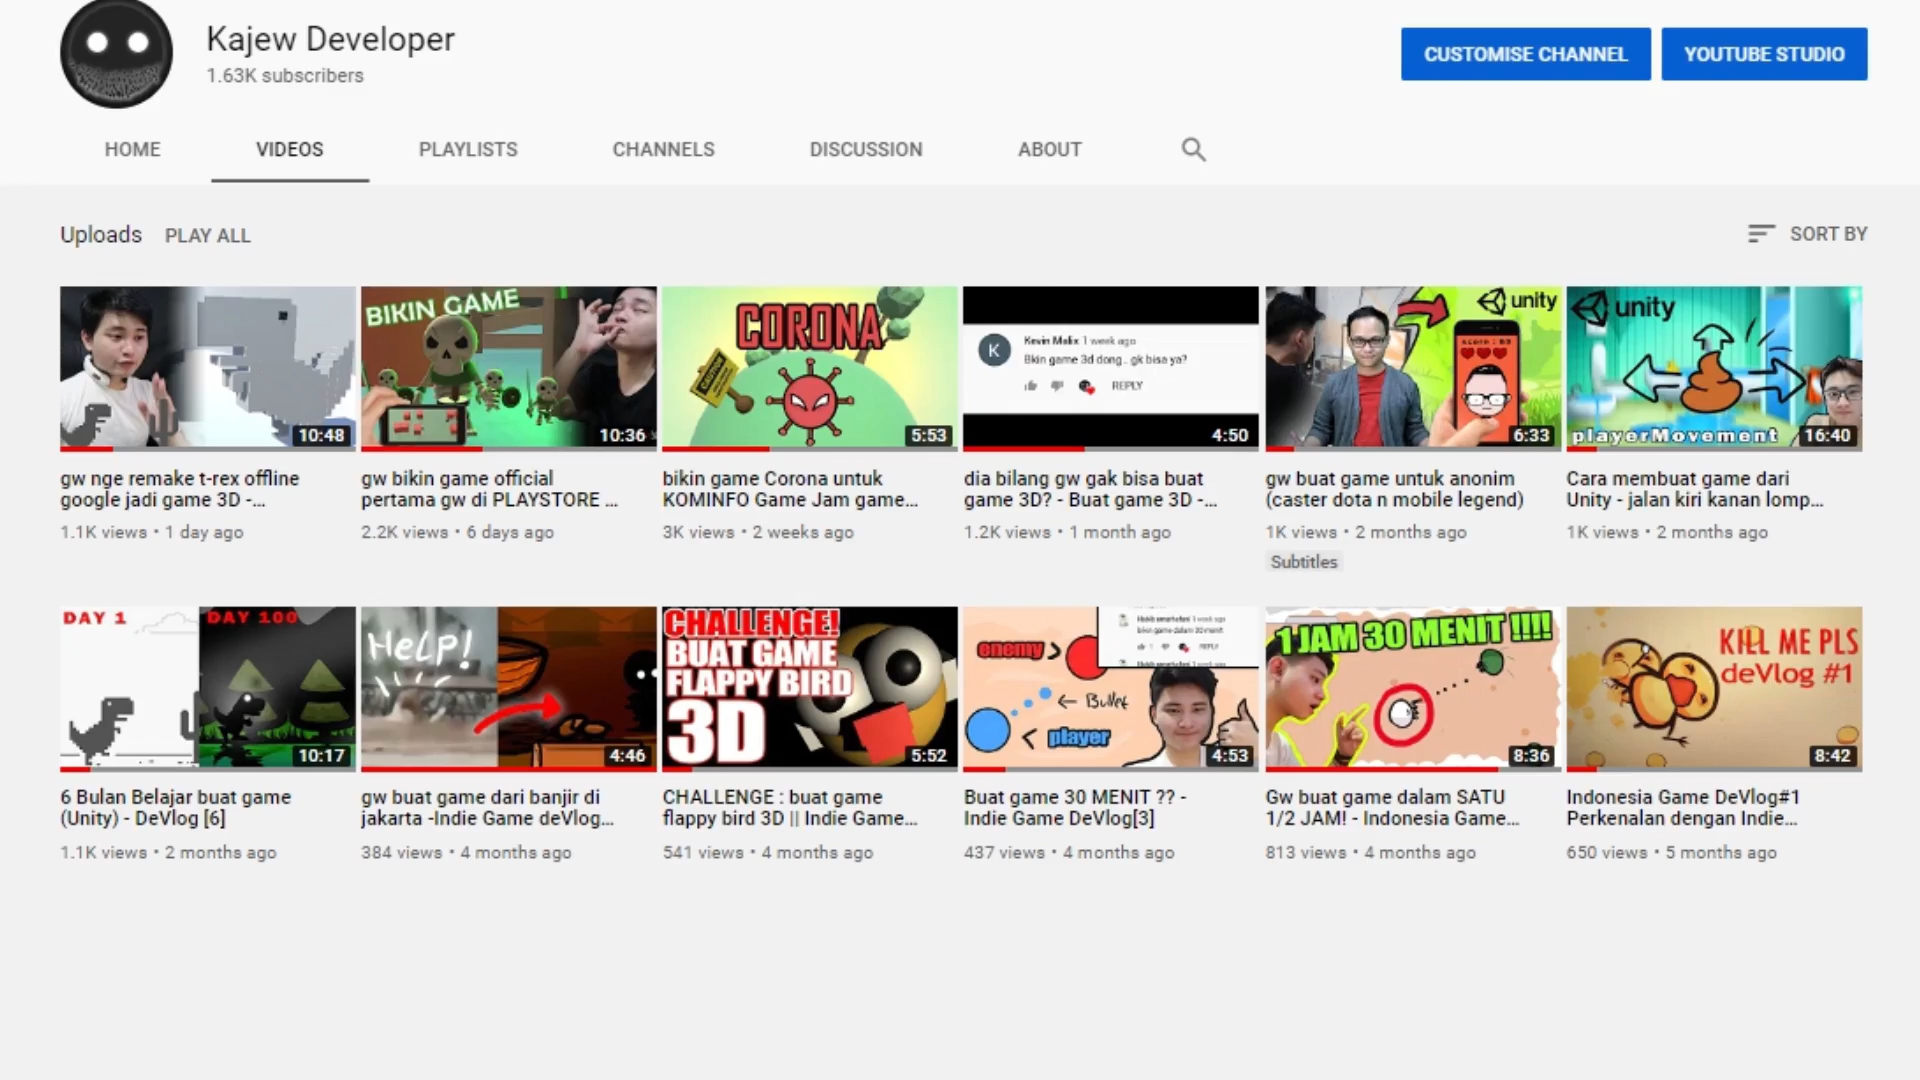 Kajew Developer
1.63K subscribers
CUSTOMISE CHANNEL
YOUTUBE STUDIO
HOME
VIDEOS
PLAYLISTS
CHANNELS
DISCUSSION
ABOUT
Uploads
PLAY ALL
SORT BY
10:48
BIKIN GAME
10:36
CORONA
CAUTION
5:53
K
Kevin Malix 1 week ago
Bkin game 3d dong.. gk bisa ya?
REPLY
4:50
unity
6:33
unity
playerMovement
16:40
gw nge remake t-rex offline
google jadi game 3D -...
1.1K views • 1 day ago
gw bikin game official
pertama gw di PLAYSTORE ...
2.2K views • 6 days ago
bikin game Corona untuk
KOMINFO Game Jam game...
3K views • 2 weeks ago
dia bilang gw gak bisa buat
game 3D? - Buat game 3D -...
1.2K views • 1 month ago
gw buat game untuk anonim
(caster dota n mobile legend)
1K views • 2 months ago
Subtitles
Cara membuat game dari
Unity - jalan kiri kanan lomp...
1K views • 2 months ago
DAY 1
DAY 100
10:17
HeLP!
4:46
CHALLENGE!
BUAT GAME
FLAPPY BIRD
3D
5:52
enemy >
← Bullet
< player
4:53
1 JAM 30 MENIT !!!!
8:36
KILL ME PLS
deVlog #1
8:42
6 Bulan Belajar buat game
(Unity) - DevLog [6]
1.1K views • 2 months ago
gw buat game dari banjir di
jakarta -Indie Game deVlog...
384 views • 4 months ago
CHALLENGE : buat game
flappy bird 3D || Indie Game...
541 views • 4 months ago
Buat game 30 MENIT ?? -
Indie Game DevLog[3]
437 views • 4 months ago
Gw buat game dalam SATU
1/2 JAM! - Indonesia Game...
813 views • 4 months ago
Indonesia Game DevLog#1
Perkenalan dengan Indie...
650 views • 5 months ago